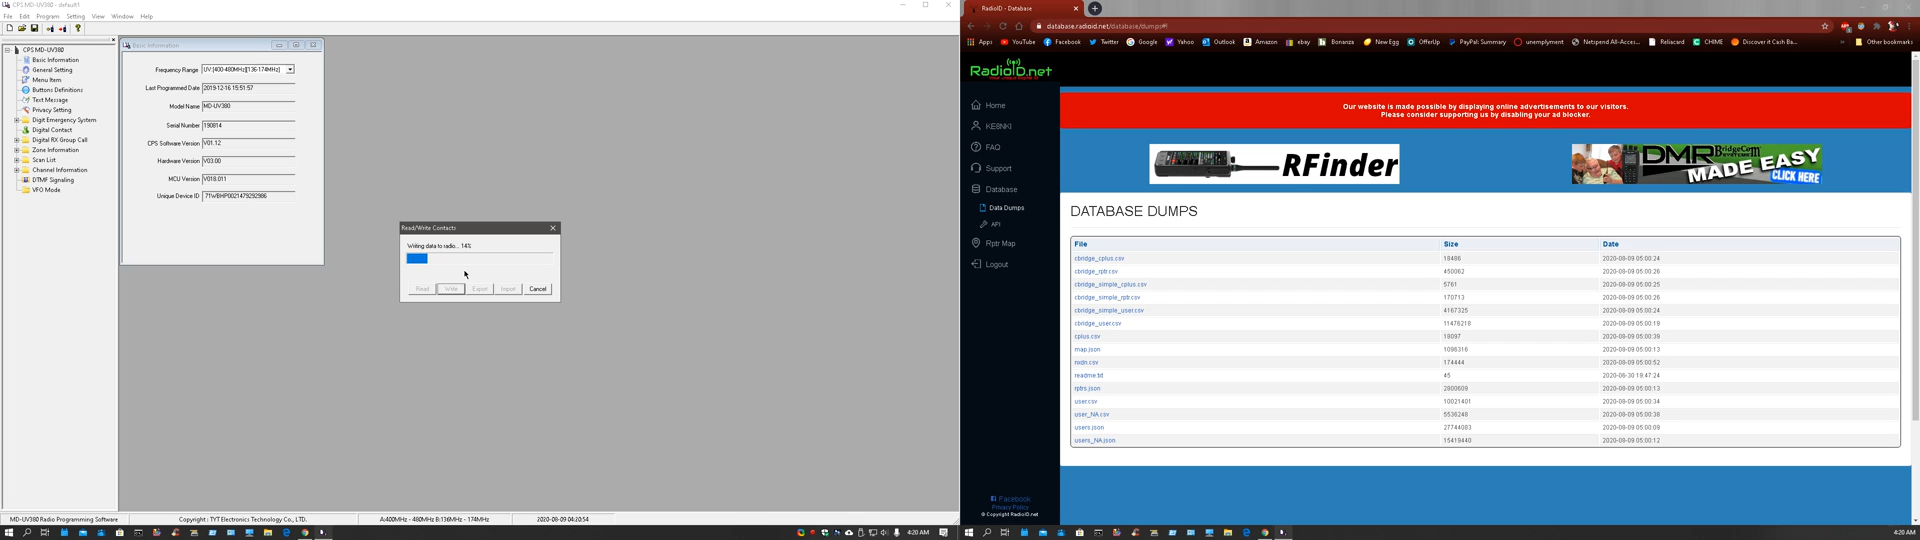 CPS MD-UV380 - default1
File Edit Program Setting View Window Help
CPS MD-UV380
Basic Information
General Setting
Menu Item
Buttons Definitions
Text Message
Privacy Setting
Digit Emergency System
Digital Contact
Digital RX Group Call
Zone Information
Scan List
Channel Information
DTMF Signaling
VFO Mode
Basic Information
Frequency Range UV:[400-480MHz][136-174MHz]
Last Programmed Date 2019-12-16 15:51:57
Model Name MD-UV380
Serial Number 190814
CPS Software Version V01.12
Hardware Version V03.00
MCU Version V018.011
Unique Device ID 71WBHP0021479292986
Read/Write Contacts
Writing data to radio... 14%
Read Write Export Import Cancel
MD-UV380 Radio Programming Software
Copyright : TYT Electronics Technology Co., LTD.
A:400MHz - 480MHz B:136MHz - 174MHz
2020-08-09 04:20:54
4:20 AM
RadioID - Database
database.radioid.net/database/dumps#!
Apps YouTube Facebook Twitter Google Yahoo Outlook Amazon ebay Bonanza New Egg OfferUp PayPal: Summary unemplyment Netspend All-Acces... Reliacard CHIME Discover it Cash Ba... » Other bookmarks
RadioID.net
Home
KE8NKI
FAQ
Support
Database
Data Dumps
API
Rptr Map
Logout
Our website is made possible by displaying online advertisements to our visitors.
Please consider supporting us by disabling your ad blocker.
RFinder
DMR BridgeCom SYSTEMS
MADE EASY
CLICK HERE
DATABASE DUMPS
File Size Date
cbridge_cplus.csv 18486 2020-08-09 05:00:24
cbridge_rptr.csv 450062 2020-08-09 05:00:26
cbridge_simple_cplus.csv 5761 2020-08-09 05:00:25
cbridge_simple_rptr.csv 170713 2020-08-09 05:00:26
cbridge_simple_user.csv 4167325 2020-08-09 05:00:24
cbridge_user.csv 11476218 2020-08-09 05:00:19
cplus.csv 18097 2020-08-09 05:00:39
map.json 1096316 2020-08-09 05:00:13
nxdn.csv 174444 2020-08-09 05:00:52
readme.txt 45 2020-06-30 19:47:24
rptrs.json 2800609 2020-08-09 05:00:13
user.csv 10021401 2020-08-09 05:00:34
user_NA.csv 5536248 2020-08-09 05:00:38
users.json 27744083 2020-08-09 05:00:09
users_NA.json 15419440 2020-08-09 05:00:12
Facebook
Privacy Policy
© Copyright RadioID.net
4:20 AM